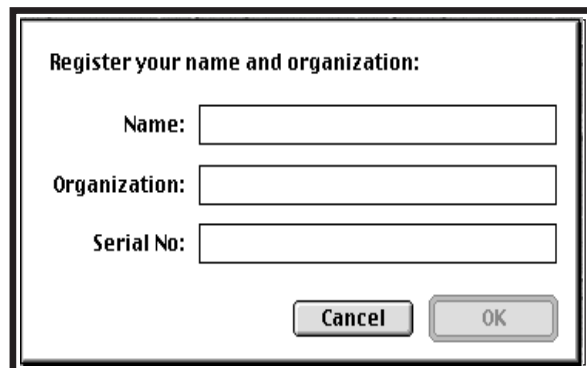 Register your name and organization:
Name:
Organization:
Serial No:
Cancel OK